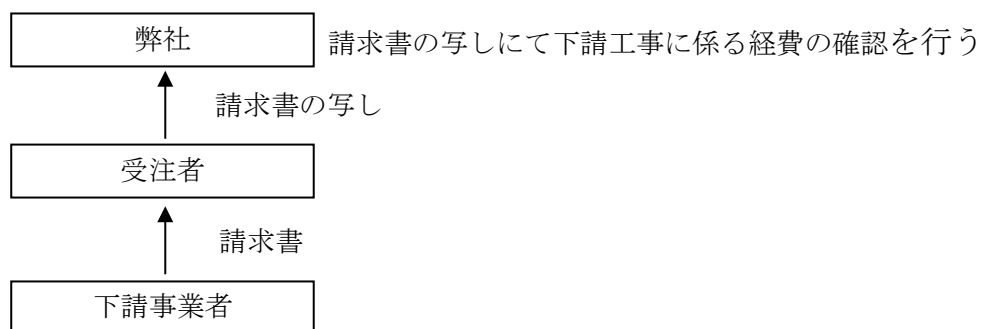 弊社
請求書の写しにて下請工事に係る経費の確認を行う
請求書の写し
受注者
請求書
下請事業者